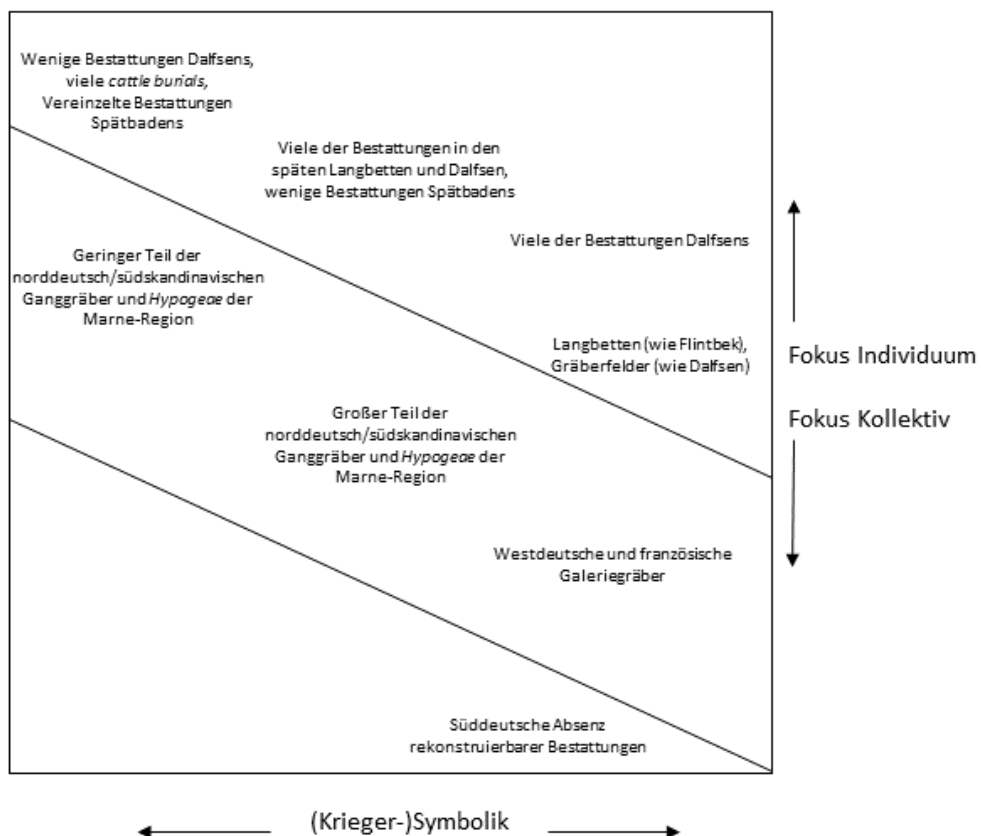 Wenige Bestattungen Dalfsens,
viele cattle burials,
Vereinzelte Bestattungen
Spätbadens
Viele der Bestattungen in den
späten Langbetten und Dalfsen,
wenige Bestattungen Spätbadens
Viele der Bestattungen Dalfsens
Geringer Teil der
norddeutsch/südskandinavischen
Ganggräber und Hypogeae der
Marne-Region
Langbetten (wie Flintbek),
Gräberfelder (wie Dalfsen)
Fokus Individuum
Fokus Kollektiv
Großer Teil der
norddeutsch/südskandinavischen
Ganggräber und Hypogeae der
Marne-Region
Westdeutsche und französische
Galeriegräber
Süddeutsche Absenz
rekonstruierbarer Bestattungen
(Krieger-)Symbolik